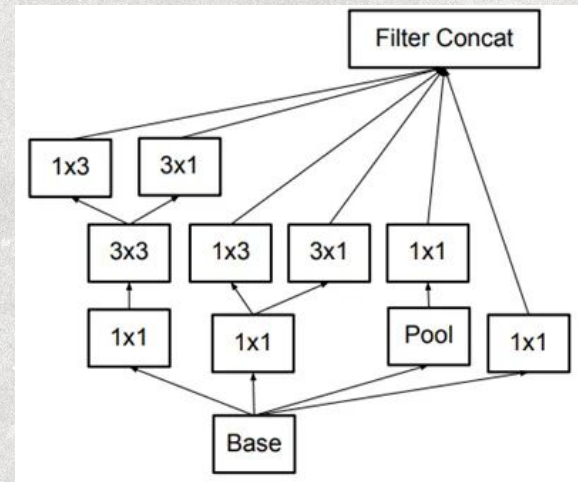 Filter Concat
1x3 3x1
3x3 1x3 3x1 1x1
1x1 1x1 Pool 1x1
Base